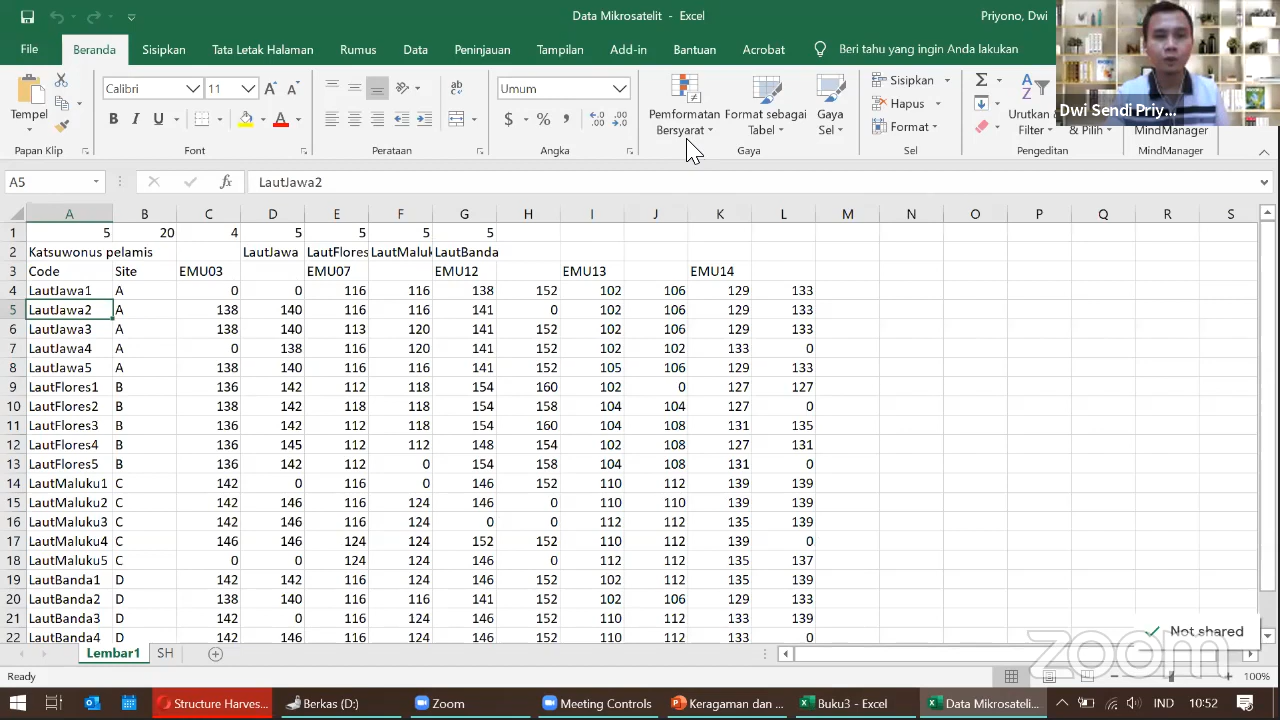 Data Mikrosatelit - Excel
Priyono, Dwi
File Beranda Sisipkan Tata Letak Halaman Rumus Data Peninjauan Tampilan Add-in Bantuan Acrobat Beri tahu yang ingin Anda lakukan
Tempel
Papan Klip
Calibri 11
B I U A
Font
ab
Perataan
Umum
$ % ,
Angka
Pemformatan Bersyarat
Format sebagai Tabel
Gaya Sel
Gaya
Sisipkan
Hapus
Format
Sel
Σ
Urutkan
Filter
& Pilih
Pengeditan
MindManager
MindManager
Dwi Sendi Priy...
A5 fx LautJawa2
A B C D E F G H I J K L M N O P Q R S
1 5 20 4 5 5 5 5
2 Katsuwonus pelamis LautJawa LautFlores LautMaluk LautBanda
3 Code Site EMU03 EMU07 EMU12 EMU13 EMU14
4 LautJawa1 A 0 0 116 116 138 152 102 106 129 133
5 LautJawa2 A 138 140 116 116 141 0 102 106 129 133
6 LautJawa3 A 138 140 113 120 141 152 102 106 129 133
7 LautJawa4 A 0 138 116 120 141 152 102 102 133 0
8 LautJawa5 A 138 140 116 116 141 152 105 106 129 133
9 LautFlores1 B 136 142 112 118 154 160 102 0 127 127
10 LautFlores2 B 138 142 118 118 154 158 104 104 127 0
11 LautFlores3 B 136 142 112 118 154 160 104 108 131 135
12 LautFlores4 B 136 145 112 112 148 154 102 108 127 131
13 LautFlores5 B 136 142 112 0 154 158 104 108 131 0
14 LautMaluku1 C 142 0 116 0 146 152 110 112 139 139
15 LautMaluku2 C 142 146 116 124 146 0 110 110 139 139
16 LautMaluku3 C 142 146 116 124 0 0 112 112 135 139
17 LautMaluku4 C 146 146 124 124 152 152 110 112 139 0
18 LautMaluku5 C 0 0 124 124 146 0 112 112 135 137
19 LautBanda1 D 142 142 116 124 146 152 102 112 135 139
20 LautBanda2 D 138 140 116 116 141 152 102 106 129 133
21 LautBanda3 D 142 0 116 124 146 152 110 112 133 139
22 LautBanda4 D 142 146 116 124 146 152 110 112 133 0
Not shared
zoom
Lembar1 SH
Ready 100%
Structure Harves... Berkas (D:) Zoom Meeting Controls Keragaman dan ... Buku3 - Excel Data Mikrosateli... IND 10:52